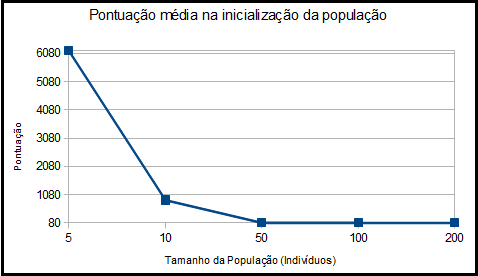 Pontuação média na inicialização da população
Pontuação
6080
5080
4080
3080
2080
1080
80
5 10 50 100 200
Tamanho da População (Indivíduos)